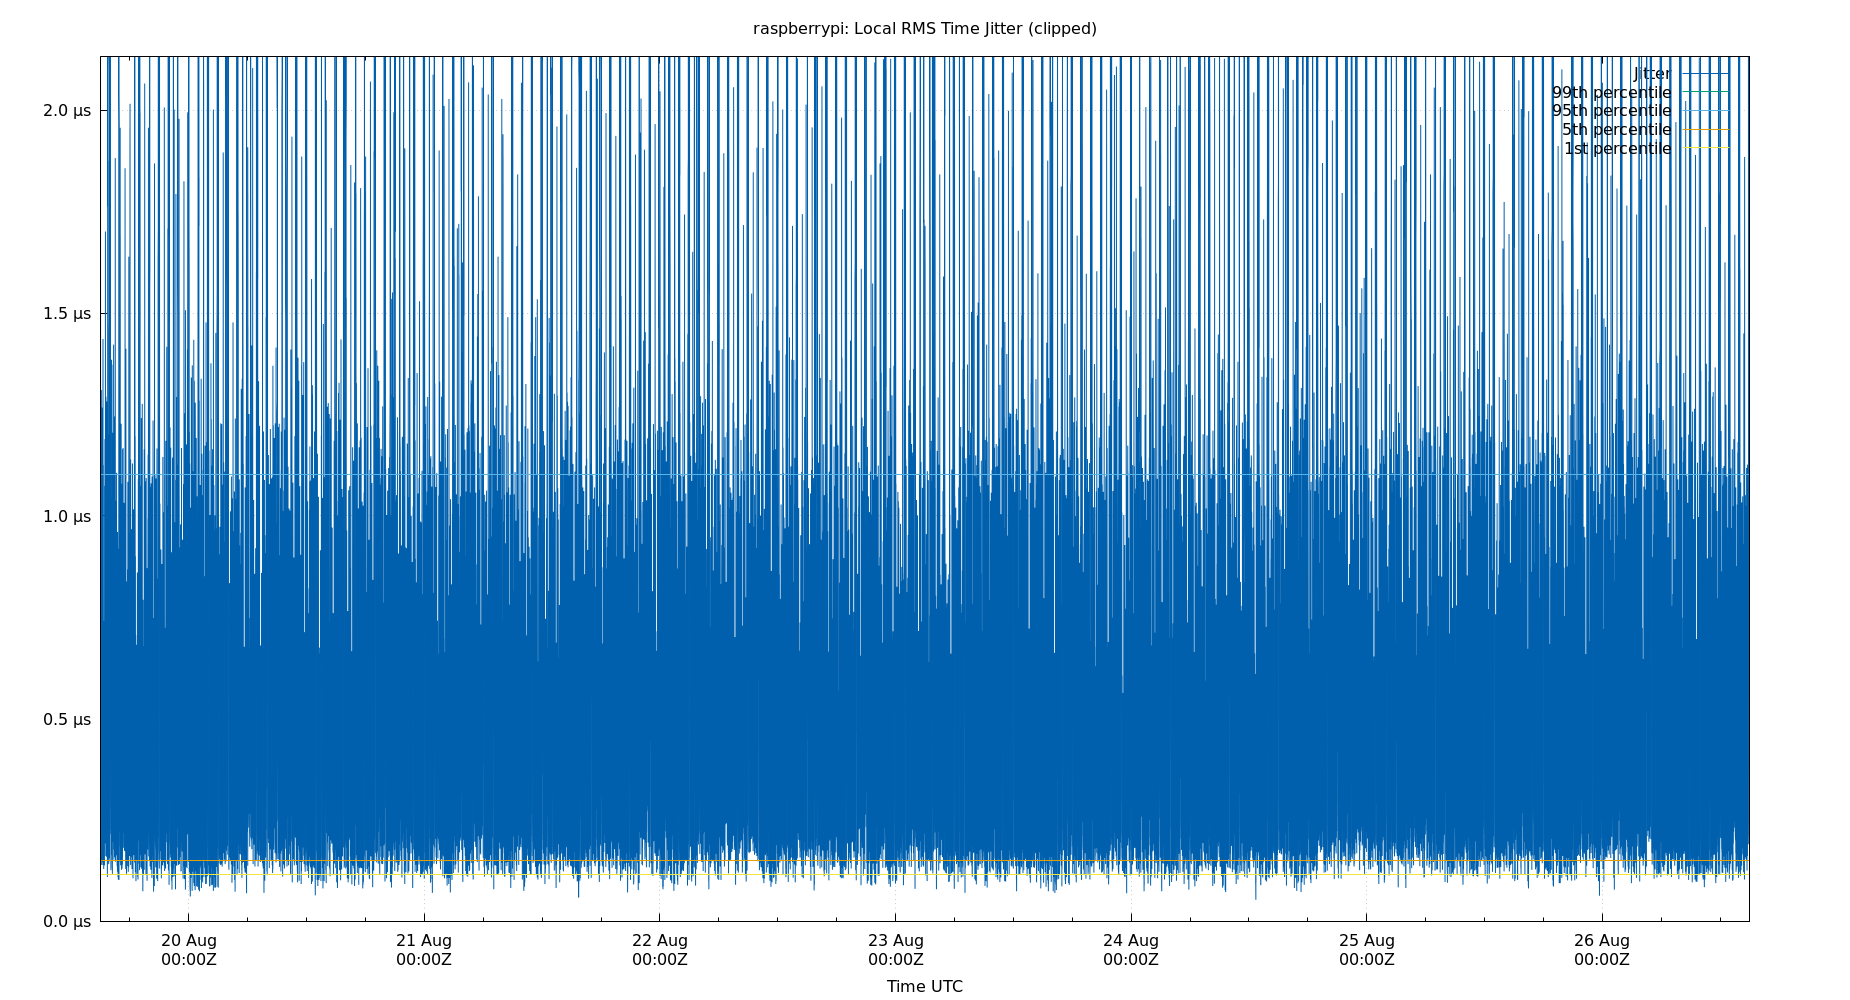 raspberrypi: Local RMS Time Jitter (clipped)
Jitter
99th percentile
95th percentile
5th percentile
1st percentile
2.0 µs
1.5 µs
1.0 µs
0.5 µs
0.0 µs
20 Aug 21 Aug 22 Aug 23 Aug 24 Aug 25 Aug 26 Aug
00:00Z 00:00Z 00:00Z 00:00Z 00:00Z 00:00Z 00:00Z
Time UTC